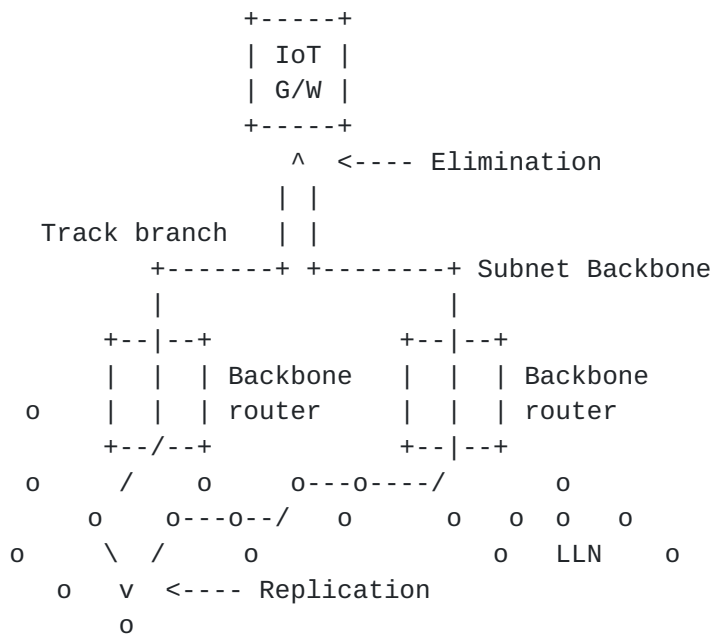 +-----+
| IoT |
| G/W |
+-----+
^ <---- Elimination
| |
Track branch | |
+-------+ +--------+ Subnet Backbone
| |
+--|--+ +--|--+
| | | Backbone | | | Backbone
o | | | router | | | router
+--/--+ +--|--+
o / o o---o----/ o
o o---o--/ o o o o o
o \ / o o LLN o
o v <---- Replication
o